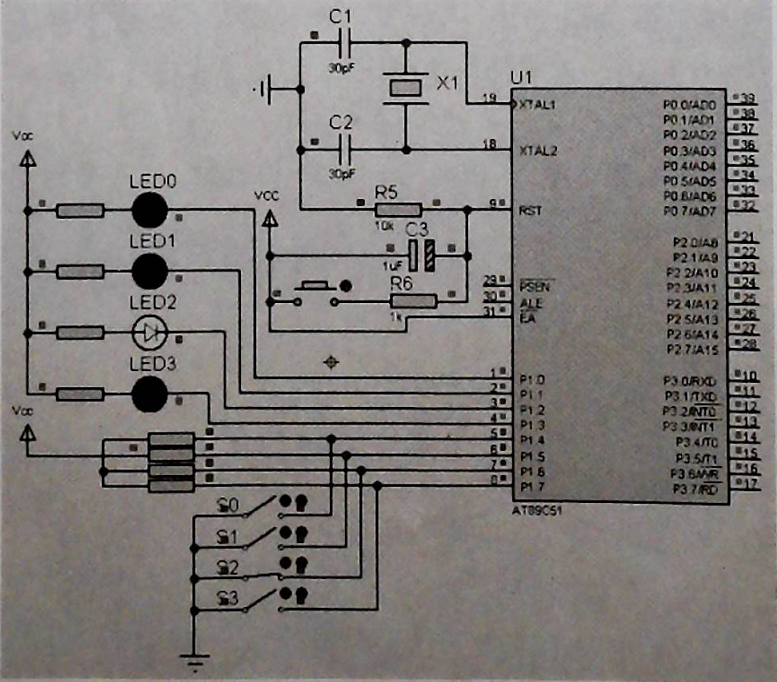 C1
30pF
X1
C2
30pF
U1
19
XTAL1
18
XTAL2
9
RST
29
PSEN
30
ALE
31
EA
1
P1.0
2
P1.1
3
P1.2
4
P1.3
5
P1.4
6
P1.5
7
P1.6
8
P1.7
P0.0/AD0
39
P0.1/AD1
38
P0.2/AD2
37
P0.3/AD3
36
P0.4/AD4
35
P0.5/AD5
34
P0.6/AD6
33
P0.7/AD7
32
P2.0/A8
21
P2.1/A9
22
P2.2/A10
23
P2.3/A11
24
P2.4/A12
25
P2.5/A13
26
P2.6/A14
27
P2.7/A15
28
P3.0/RXD
10
P3.1/TXD
11
P3.2/INT0
12
P3.3/INT1
13
P3.4/T0
14
P3.5/T1
15
P3.6/WR
16
P3.7/RD
17
AT89C51
Vcc
LED0
LED1
LED2
LED3
Vcc
VCC
R5
10k
C3
1uF
R6
1k
S0
S1
S2
S3